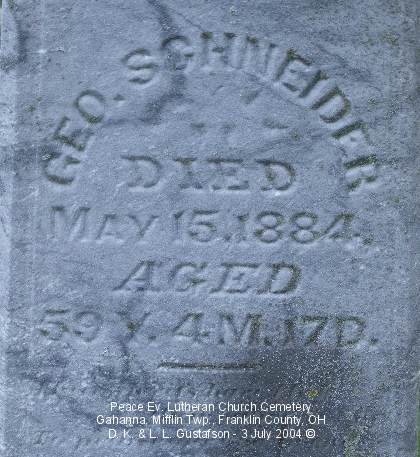 GEO. SCHNEIDER
DIED
MAY 15, 1884.
AGED
59 Y. 4 M. 17 D.
Peace Ev. Lutheran Church Cemetery
Gahanna, Mifflin Twp., Franklin County, OH
D. K. & L. L. Gustafson - 3 July 2004 ©